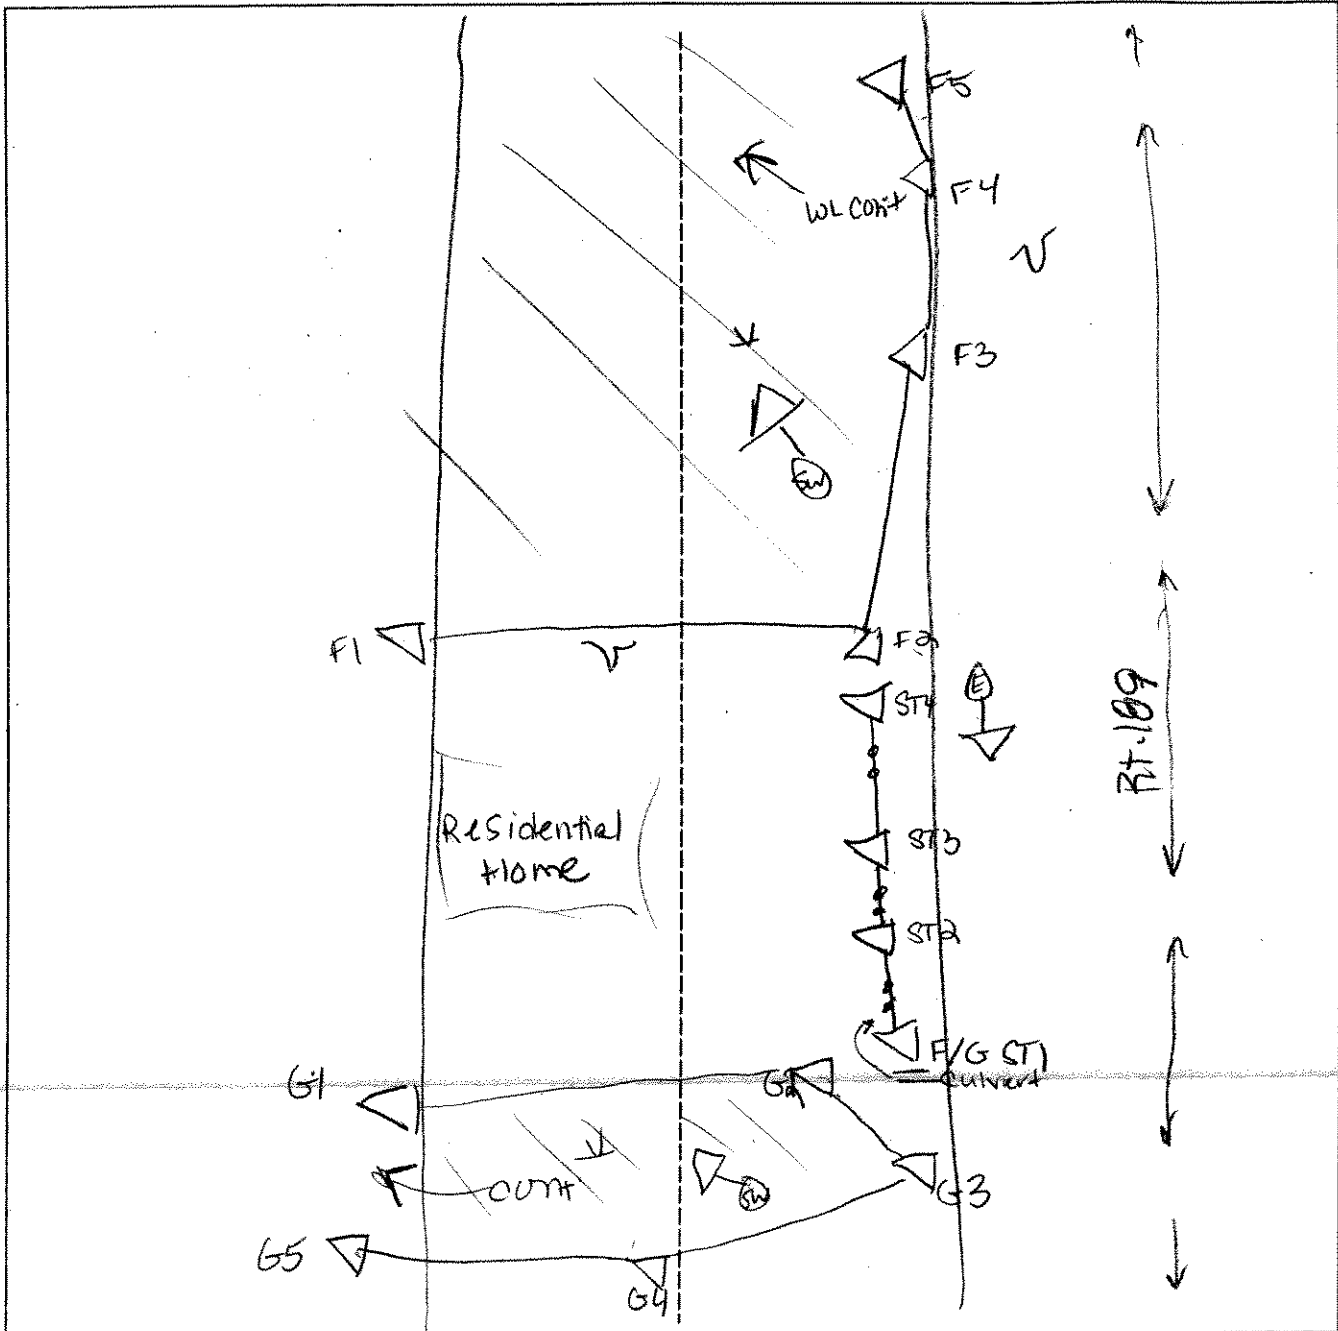 F5
F4
WL Cont
F3
SW
F1
F2
E
ST4
Rt. 189
Residential
Home
ST3
ST2
F/G ST1
Culvert
G1
G2
G3
cont
SW
G5
G4